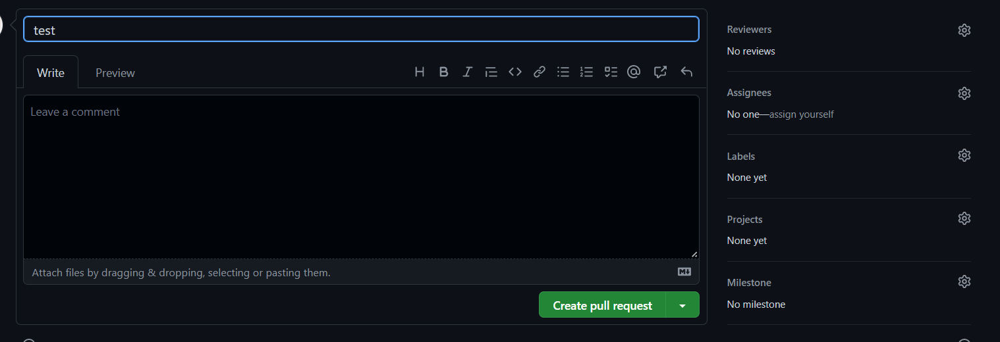 test
Write
Preview
H B I <> @
Leave a comment
Attach files by dragging & dropping, selecting or pasting them.
M
Create pull request
Reviewers
No reviews
Assignees
No one—assign yourself
Labels
None yet
Projects
None yet
Milestone
No milestone